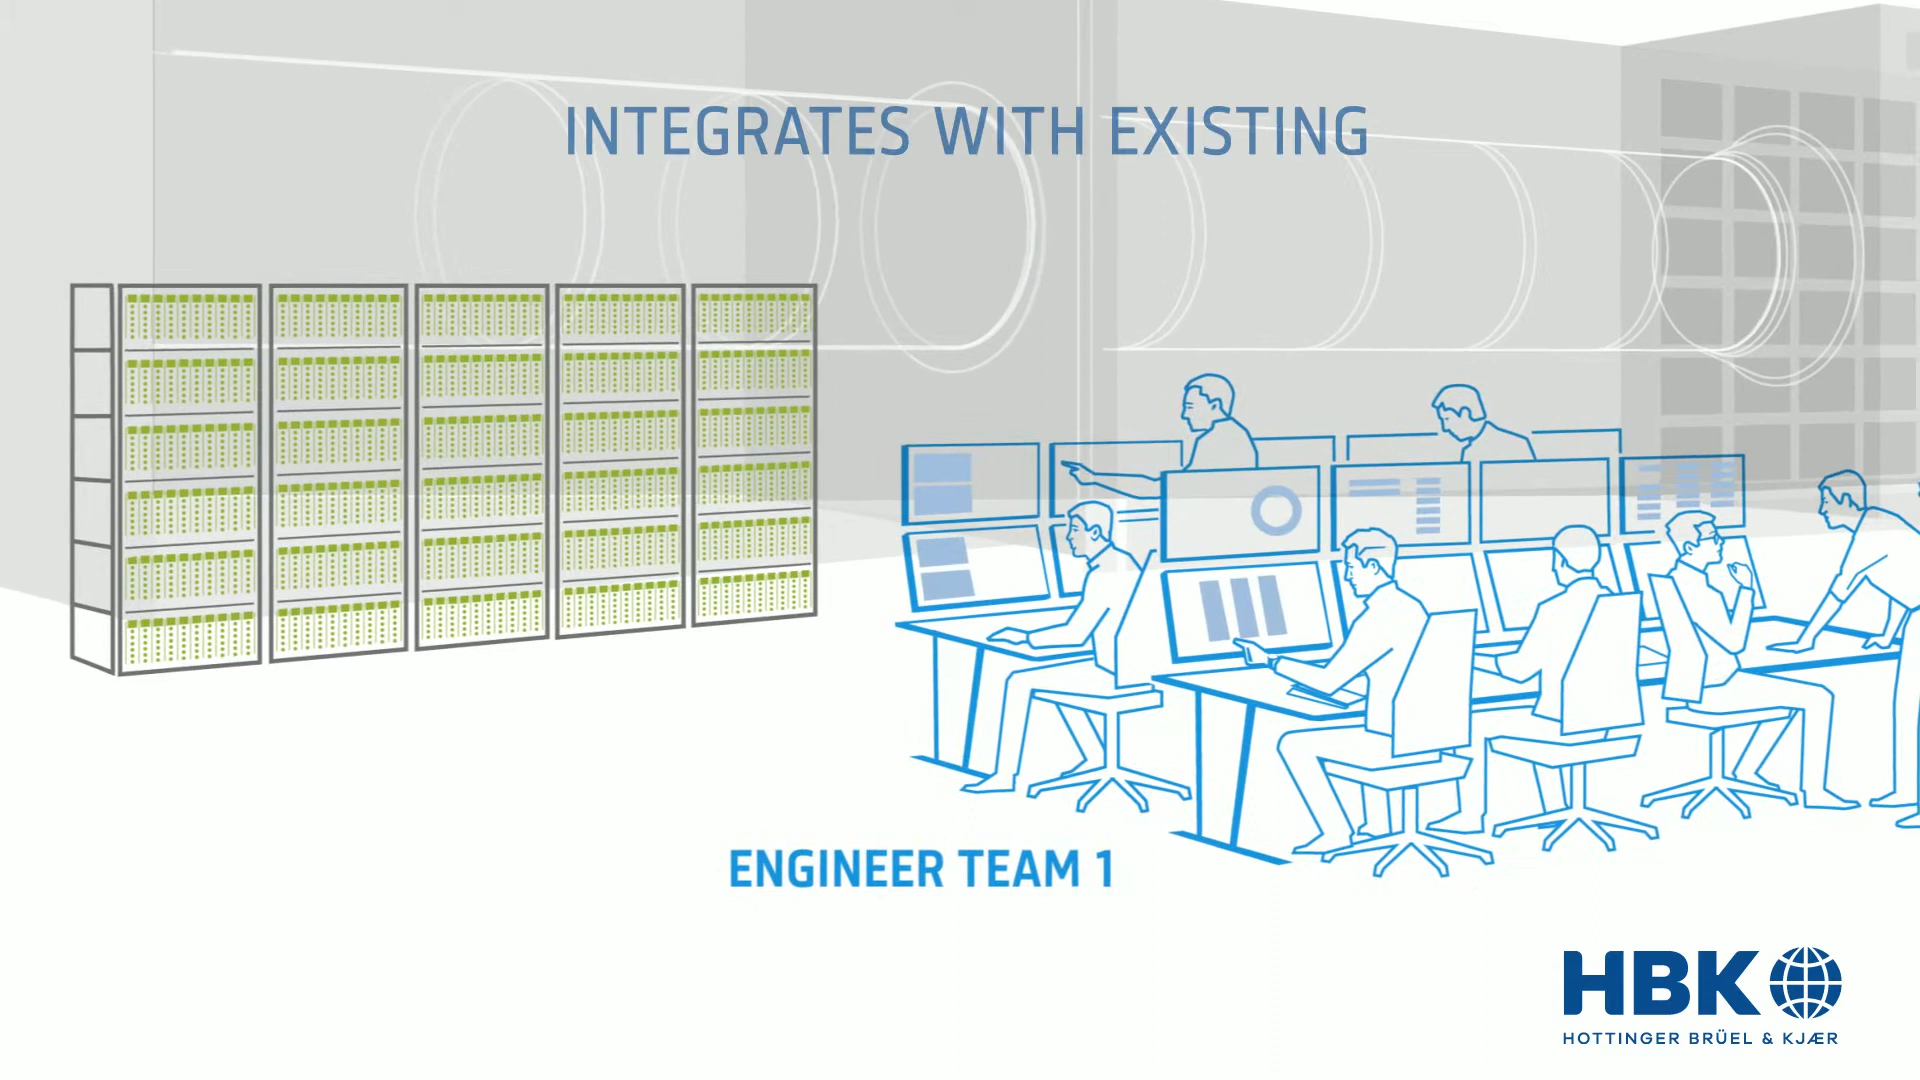 INTEGRATES WITH EXISTING
ENGINEER TEAM 1
HBK
HOTTINGER BRÜEL & KJÆR